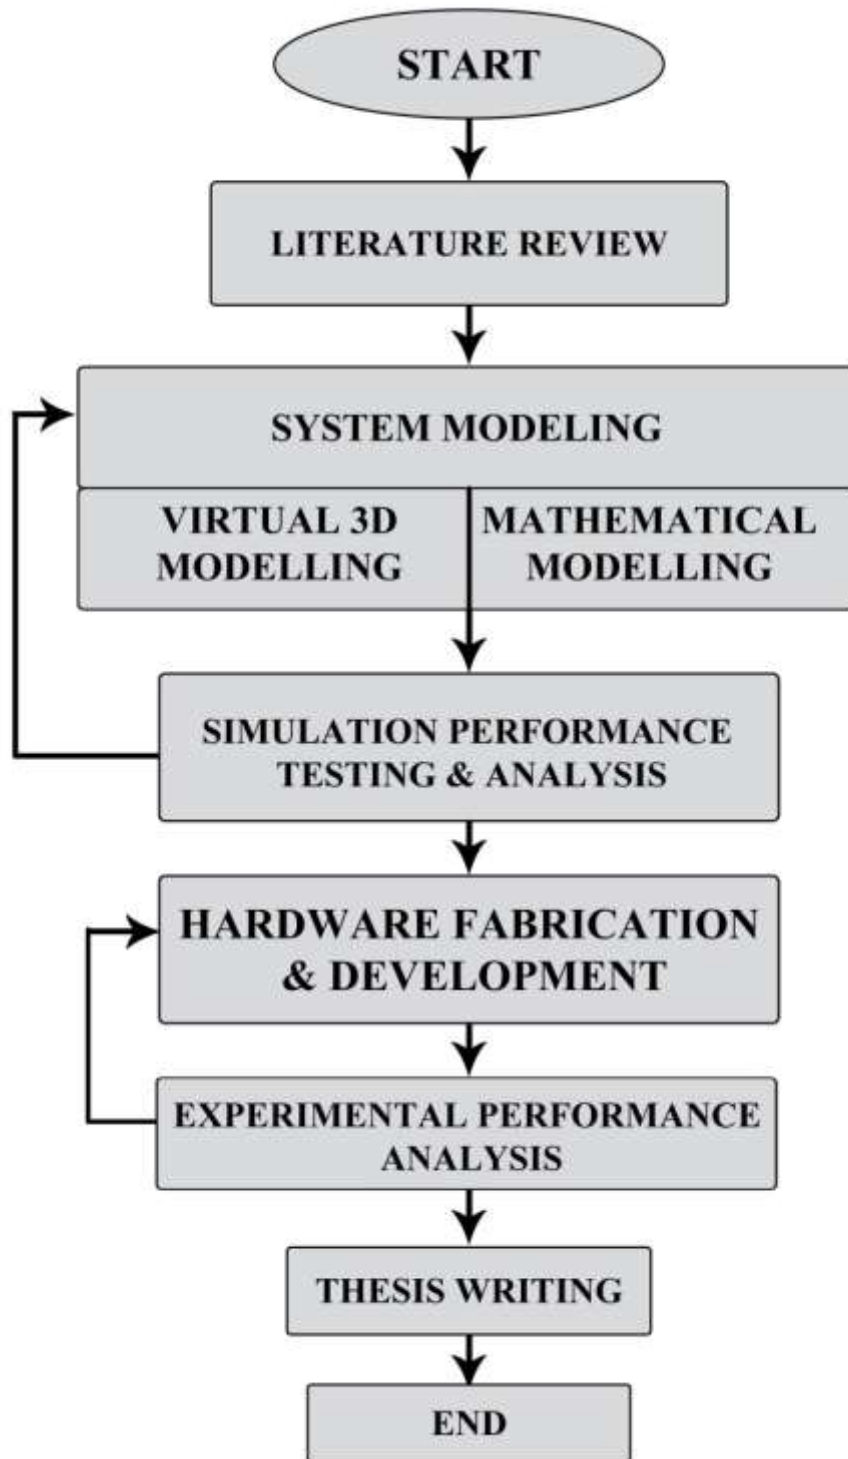 START
LITERATURE REVIEW
SYSTEM MODELING
VIRTUAL 3D
MODELLING
MATHEMATICAL
MODELLING
SIMULATION PERFORMANCE
TESTING & ANALYSIS
HARDWARE FABRICATION
& DEVELOPMENT
EXPERIMENTAL PERFORMANCE
ANALYSIS
THESIS WRITING
END